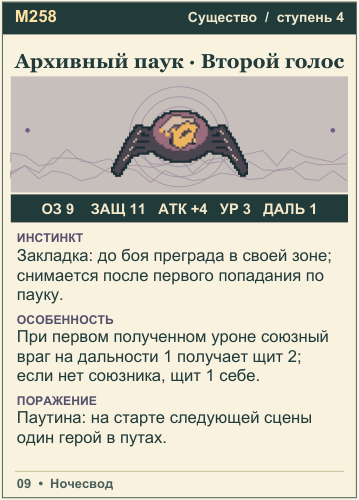 M258
Существо / ступень 4
Архивный паук · Второй голос
ОЗ 9 ЗАЩ 11 АТК +4 УР 3 ДАЛЬ 1
ИНСТИНКТ
Закладка: до боя преграда в своей зоне;
снимается после первого попадания по
пауку.
ОСОБЕННОСТЬ
При первом полученном уроне союзный
враг на дальности 1 получает щит 2;
если нет союзника, щит 1 себе.
ПОРАЖЕНИЕ
Паутина: на старте следующей сцены
один герой в путах.
09 • Ночесвод